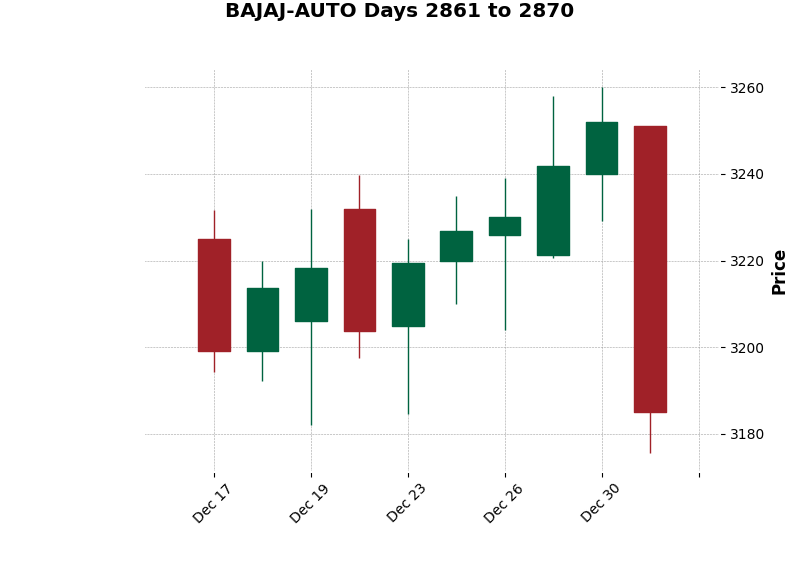 BAJAJ-AUTO Days 2861 to 2870
3260
3240
3220
3200
3180
Price
Dec 17
Dec 19
Dec 23
Dec 26
Dec 30